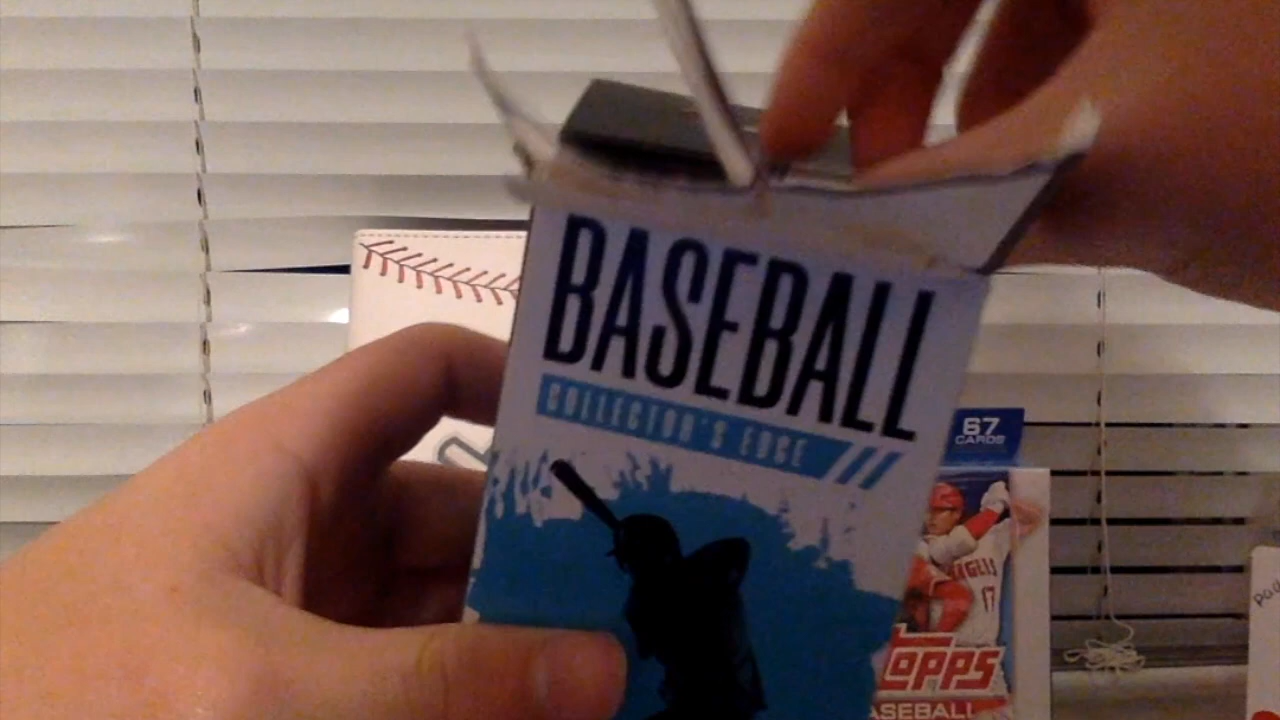 BASEBALL
COLLECTOR'S EDGE
67
CARDS
ANGELS
17
TOPPS
BASEBALL